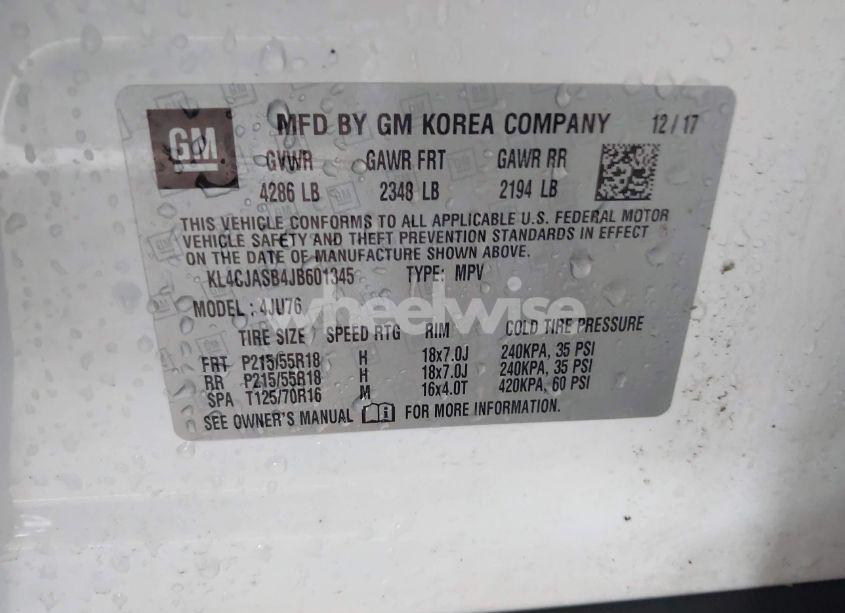 GM
MFD BY GM KOREA COMPANY 12/17
GVWR GAWR FRT GAWR RR
4286 LB 2348 LB 2194 LB
THIS VEHICLE CONFORMS TO ALL APPLICABLE U.S. FEDERAL MOTOR
VEHICLE SAFETY AND THEFT PREVENTION STANDARDS IN EFFECT
ON THE DATE OF MANUFACTURE SHOWN ABOVE.
KL4CJASB4JB601345 TYPE: MPV
MODEL: 4JU76
wheelwise
TIRE SIZE SPEED RTG RIM COLD TIRE PRESSURE
FRT P215/55R18 H 18x7.0J 240KPA, 35 PSI
RR P215/55R18 H 18x7.0J 240KPA, 35 PSI
SPA T125/70R16 M 16x4.0T 420KPA, 60 PSI
SEE OWNER'S MANUAL FOR MORE INFORMATION.